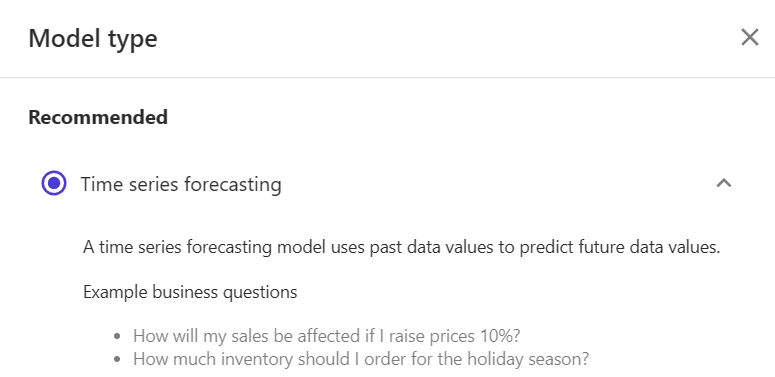 Model type
Recommended
Time series forecasting
A time series forecasting model uses past data values to predict future data values.
Example business questions
• How will my sales be affected if I raise prices 10%?
• How much inventory should I order for the holiday season?